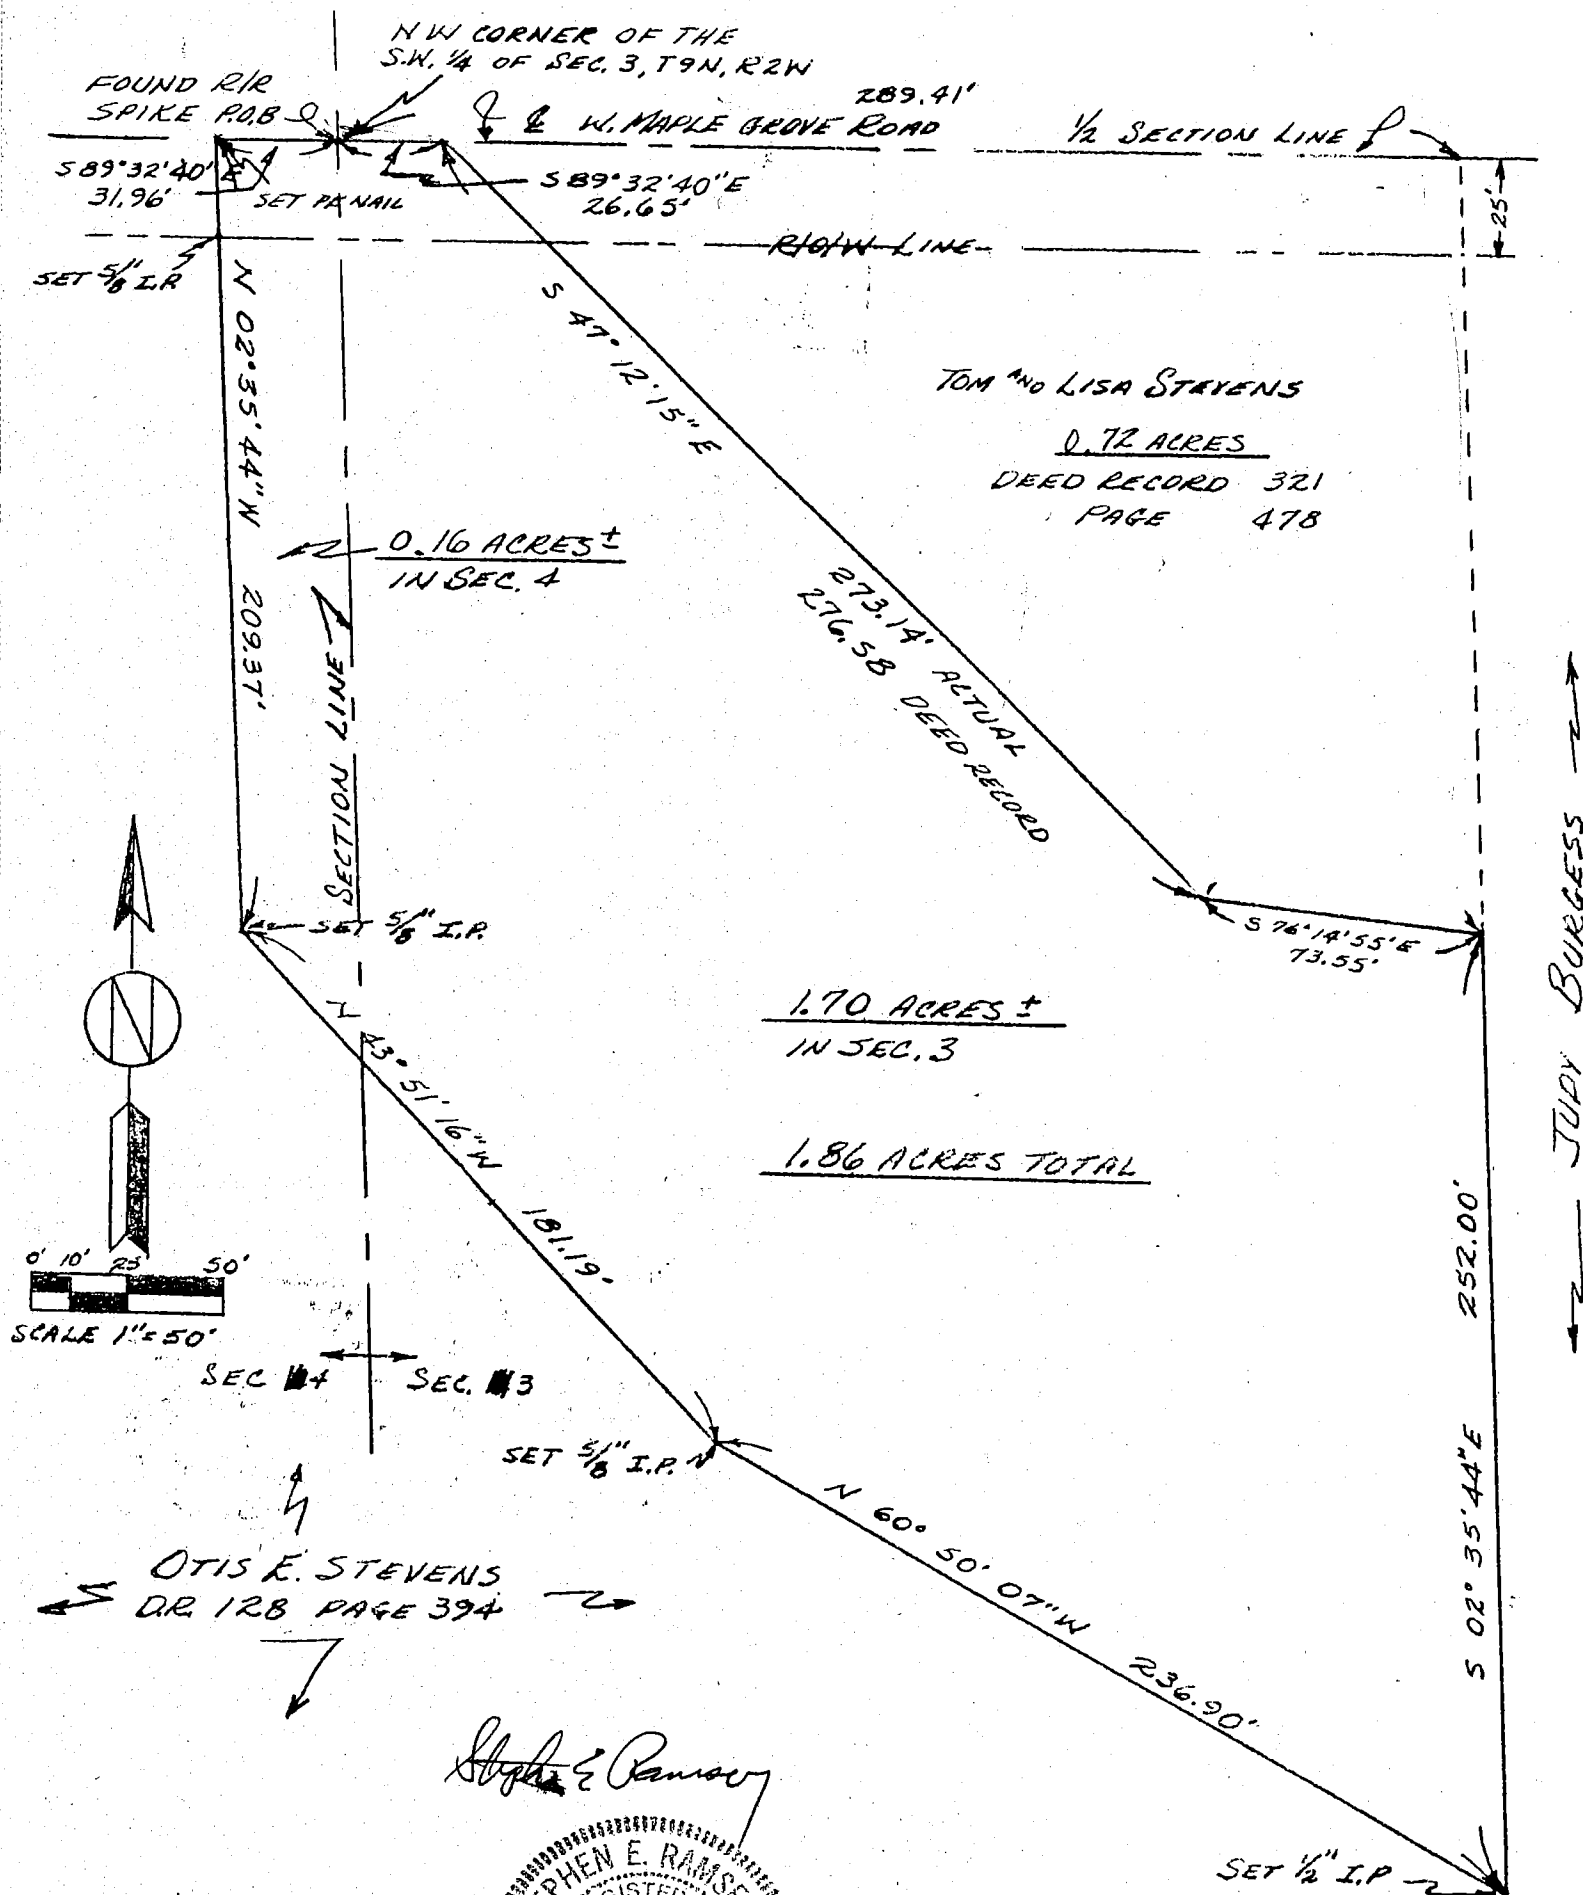 N W CORNER OF THE
S.W. 1/4 OF SEC. 3, T9N, R2W
FOUND R/R
SPIKE P.O.B
289.41'
℄ W. MAPLE GROVE ROAD
1/2 SECTION LINE
S 89°32'40" E
31.96'
SET PK NAIL
S 89°32'40"E
26.65'
25'
R/O/W LINE
SET 5/8" I.P.
N 02°35'44" W 209.37'
S 47°12'15" E
TOM AND LISA STEVENS
0.72 ACRES
DEED RECORD 321
PAGE 478
0.16 ACRES ±
IN SEC. 4
273.14' ACTUAL
276.58 DEED RECORD
SECTION LINE
SET 5/8" I.P.
S 76°14'55"E
73.55'
JUDY BURGESS
1.70 ACRES ±
IN SEC. 3
N 43°51'16"W 181.19'
1.86 ACRES TOTAL
N
0' 10' 25 50'
SCALE 1"=50'
SEC 4 SEC. 3
SET 5/8" I.P.
S 02°35'44"E 252.00'
N 60°50'07"W 236.90'
OTIS E. STEVENS
D.R. 128 PAGE 394
Stephen E Ramsey
PHEN E. RAMSE
ISTER
SET 1/2" I.P